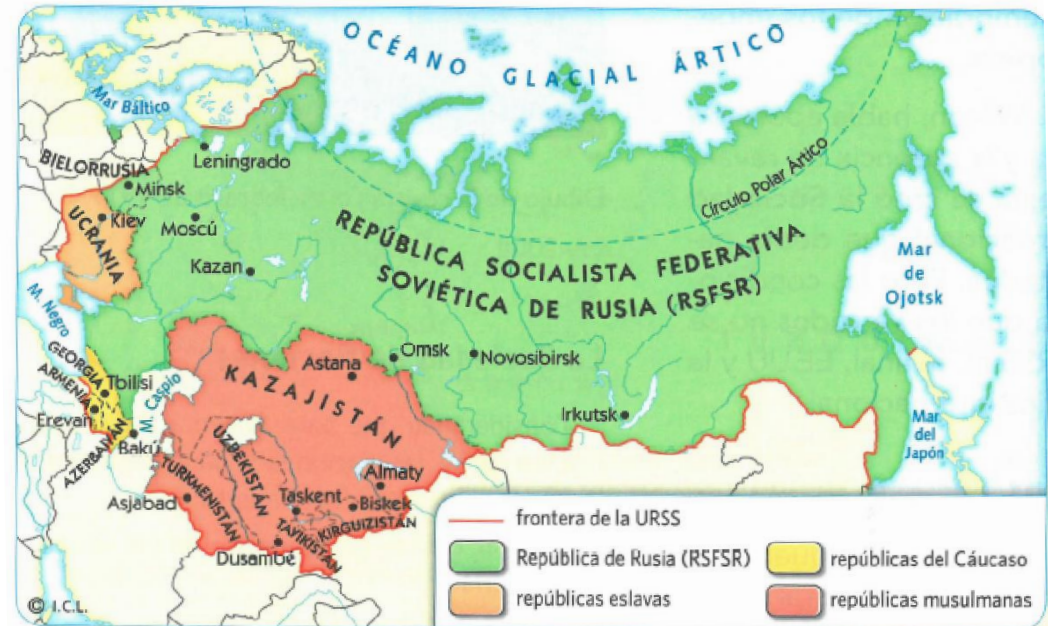 OCÉANO GLACIAL ÁRTICO
Mar Báltico
Círculo Polar Ártico
Leningrado
BIELORRUSIA
Minsk
Kiev
UCRANIA
Moscú
Kazan
REPÚBLICA SOCIALISTA FEDERATIVA
SOVIÉTICA DE RUSIA (RSFSR)
Mar
de
Ojotsk
M. Negro
GEORGIA
Tbilisi
ARMENIA
Erevan
M. Caspio
AZERBAIYÁN
Bakú
Astana
Omsk
Novosibirsk
Irkutsk
KAZAJISTÁN
Mar
del
Japón
UZBEKISTÁN
TURKMENISTÁN
Almaty
Asjabad
Taskent
Biskek
KIRGUIZISTÁN
TAYIKISTÁN
Dusambé
frontera de la URSS
República de Rusia (RSFSR)
repúblicas del Cáucaso
repúblicas eslavas
repúblicas musulmanas
© I.C.L.